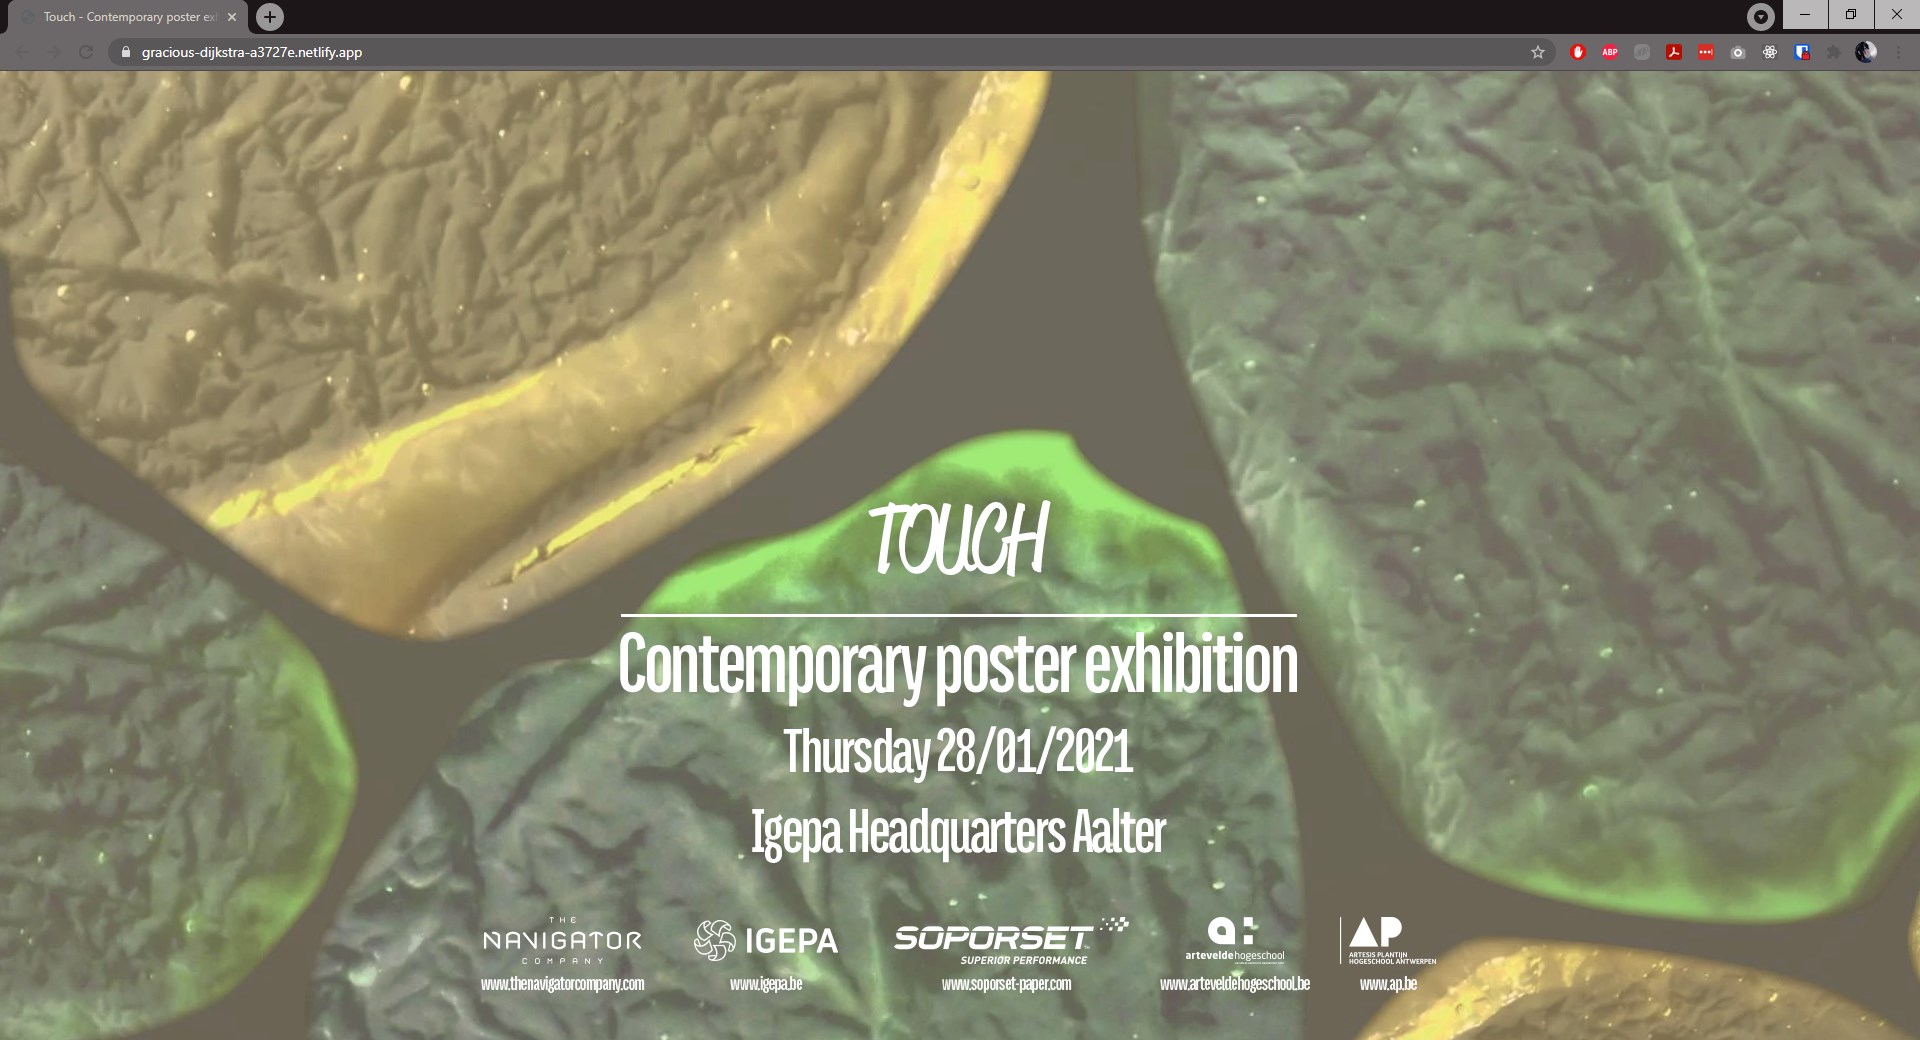 Touch - Contemporary poster ex
gracious-dijkstra-a3727e.netlify.app
ABP
TOUCH
Contemporary poster exhibition
Thursday 28/01/2021
Igepa Headquarters Aalter
THE
NAVIGATOR
COMPANY
www.thenavigatorcompany.com
IGEPA
www.igepa.be
SOPORSET
SUPERIOR PERFORMANCE
www.soporset-paper.com
a:
arteveldehogeschool
www.arteveldehogeschool.be
AP
ARTESIS PLANTIJN
HOGESCHOOL ANTWERPEN
www.ap.be